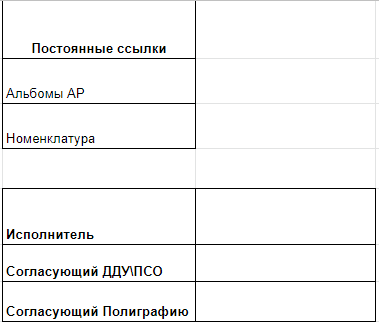 Постоянные ссылки
Альбомы АР
Номенклатура
Исполнитель
Согласующий ДДУ\ПСО
Согласующий Полиграфию